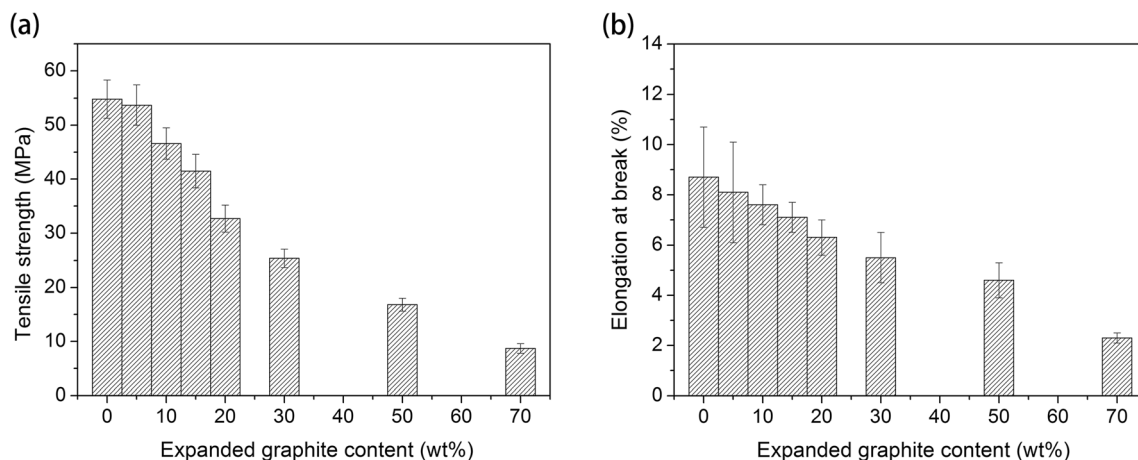 (a)
Tensile strength (MPa)
60
50
40
30
20
10
0
0 10 20 30 40 50 60 70
Expanded graphite content (wt%)
(b)
Elongation at break (%)
14
12
10
8
6
4
2
0
0 10 20 30 40 50 60 70
Expanded graphite content (wt%)